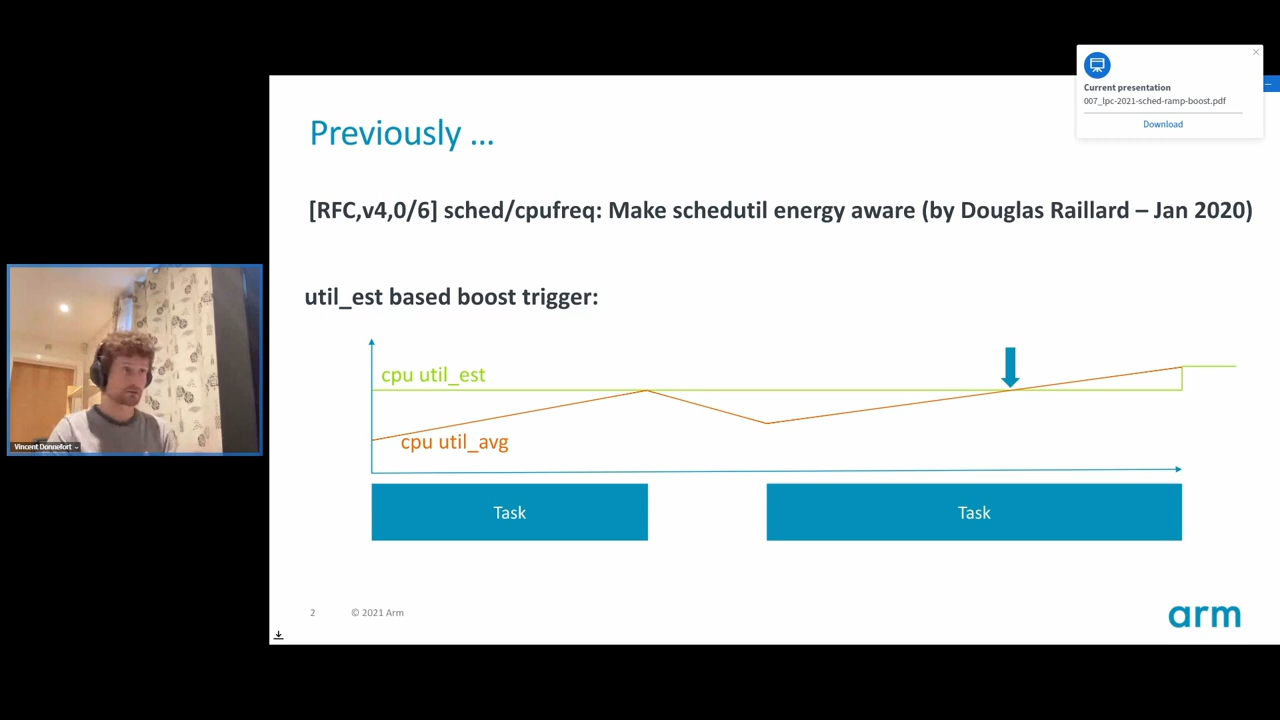 Current presentation
007_lpc-2021-sched-ramp-boost.pdf
Download
Previously ...
[RFC,v4,0/6] sched/cpufreq: Make schedutil energy aware (by Douglas Raillard – Jan 2020)
util_est based boost trigger:
cpu util_est
cpu util_avg
Task
Task
Vincent Donnefort
2
© 2021 Arm
arm